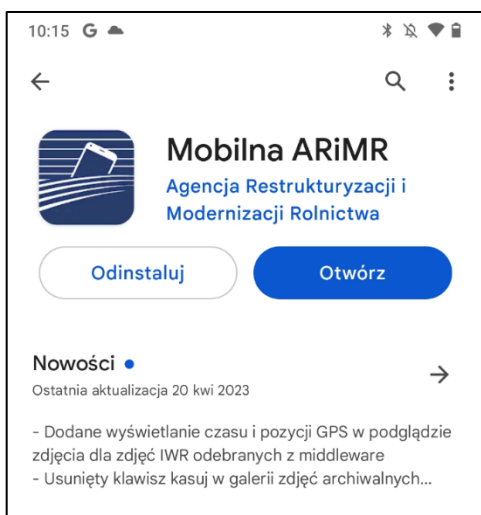 10:15 G
Mobilna ARiMR
Agencja Restrukturyzacji i
Modernizacji Rolnictwa
Odinstaluj
Otwórz
Nowości
Ostatnia aktualizacja 20 kwi 2023
- Dodane wyświetlanie czasu i pozycji GPS w podglądzie
zdjęcia dla zdjęć IWR odebranych z middleware
- Usunięty klawisz kasuj w galerii zdjęć archiwalnych...